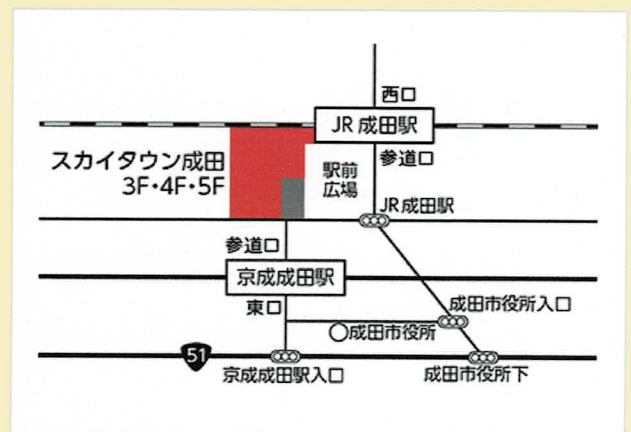 西口
JR成田駅
スカイタウン成田
3F・4F・5F
駅前
広場
参道口
JR成田駅
参道口
京成成田駅
東口
成田市役所入口
成田市役所
51
京成成田駅入口
成田市役所下